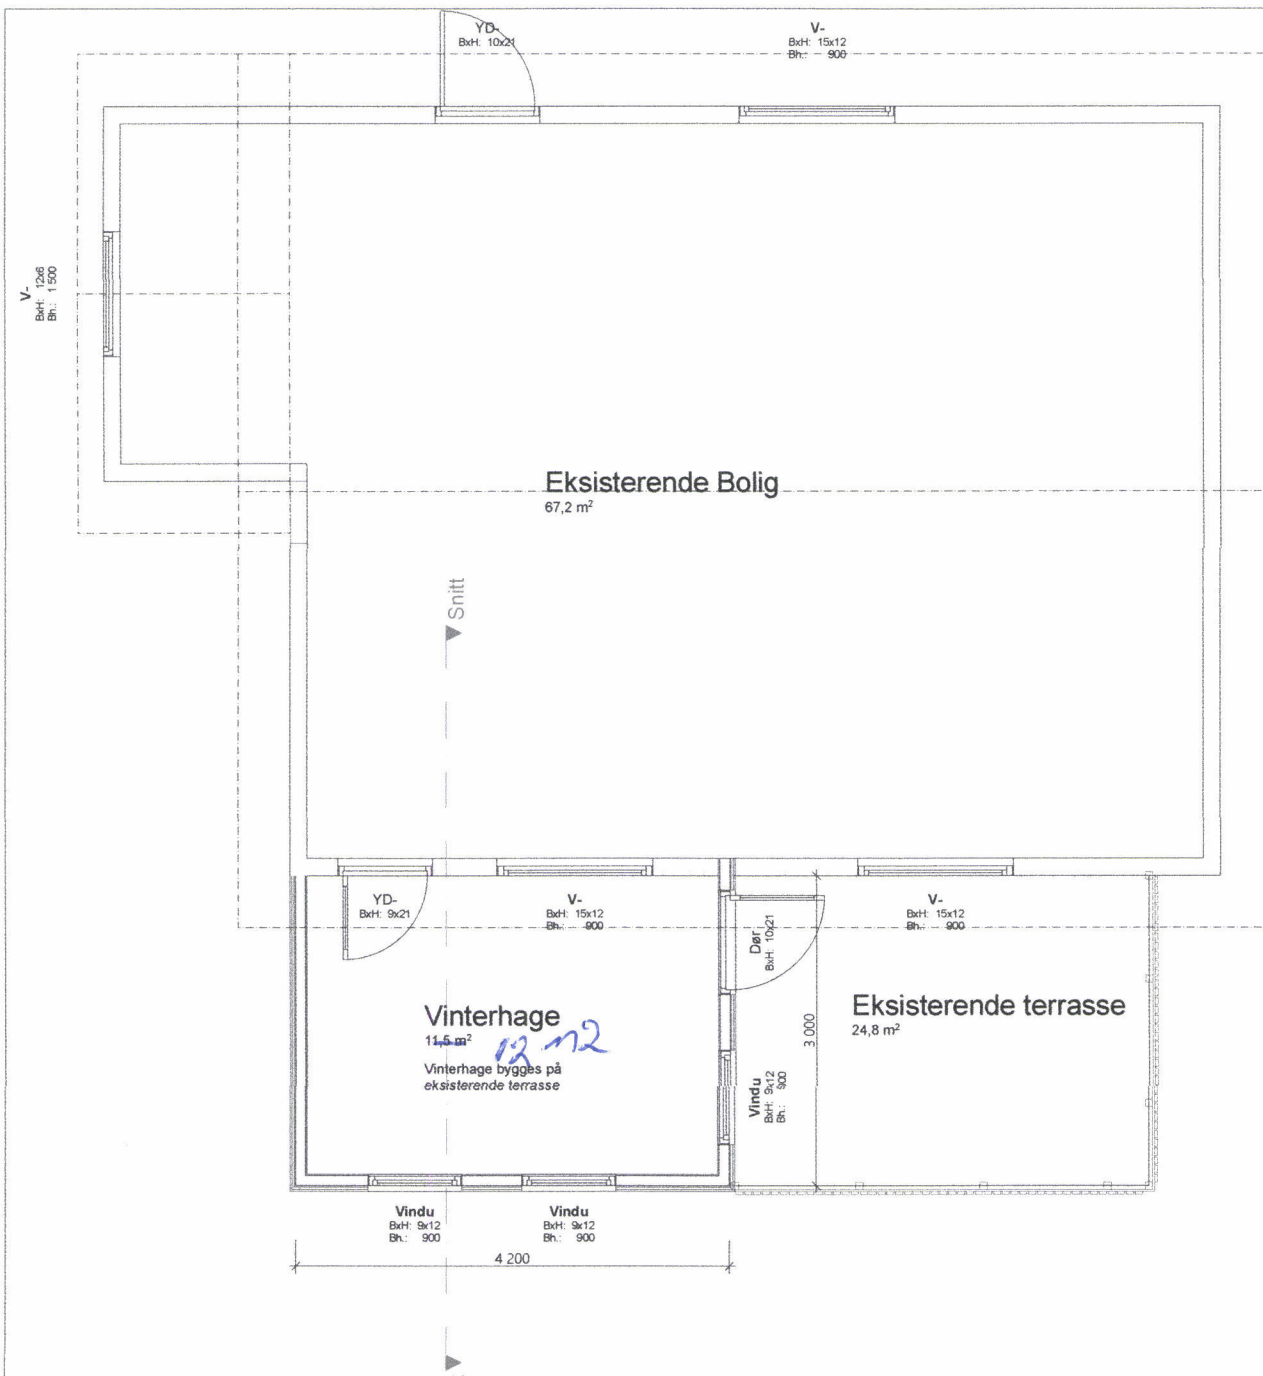 YD-
BxH: 10x21
V-
BxH: 15x12
Bh.: 900
V-
BxH: 12x6
Bh.: 1 500
Eksisterende Bolig
67,2 m²
Snitt
YD-
BxH: 9x21
V-
BxH: 15x12
Bh.: 900
Dør
BxH: 10x21
V-
BxH: 15x12
Bh.: 900
Vinterhage
11,5 m²
12 m2
Vinterhage bygges på
eksisterende terrasse
Eksisterende terrasse
24,8 m²
3 000
Vindu
BxH: 9x12
Bh.: 900
Vindu
BxH: 9x12
Bh.: 900
Vindu
BxH: 9x12
Bh.: 900
4 200